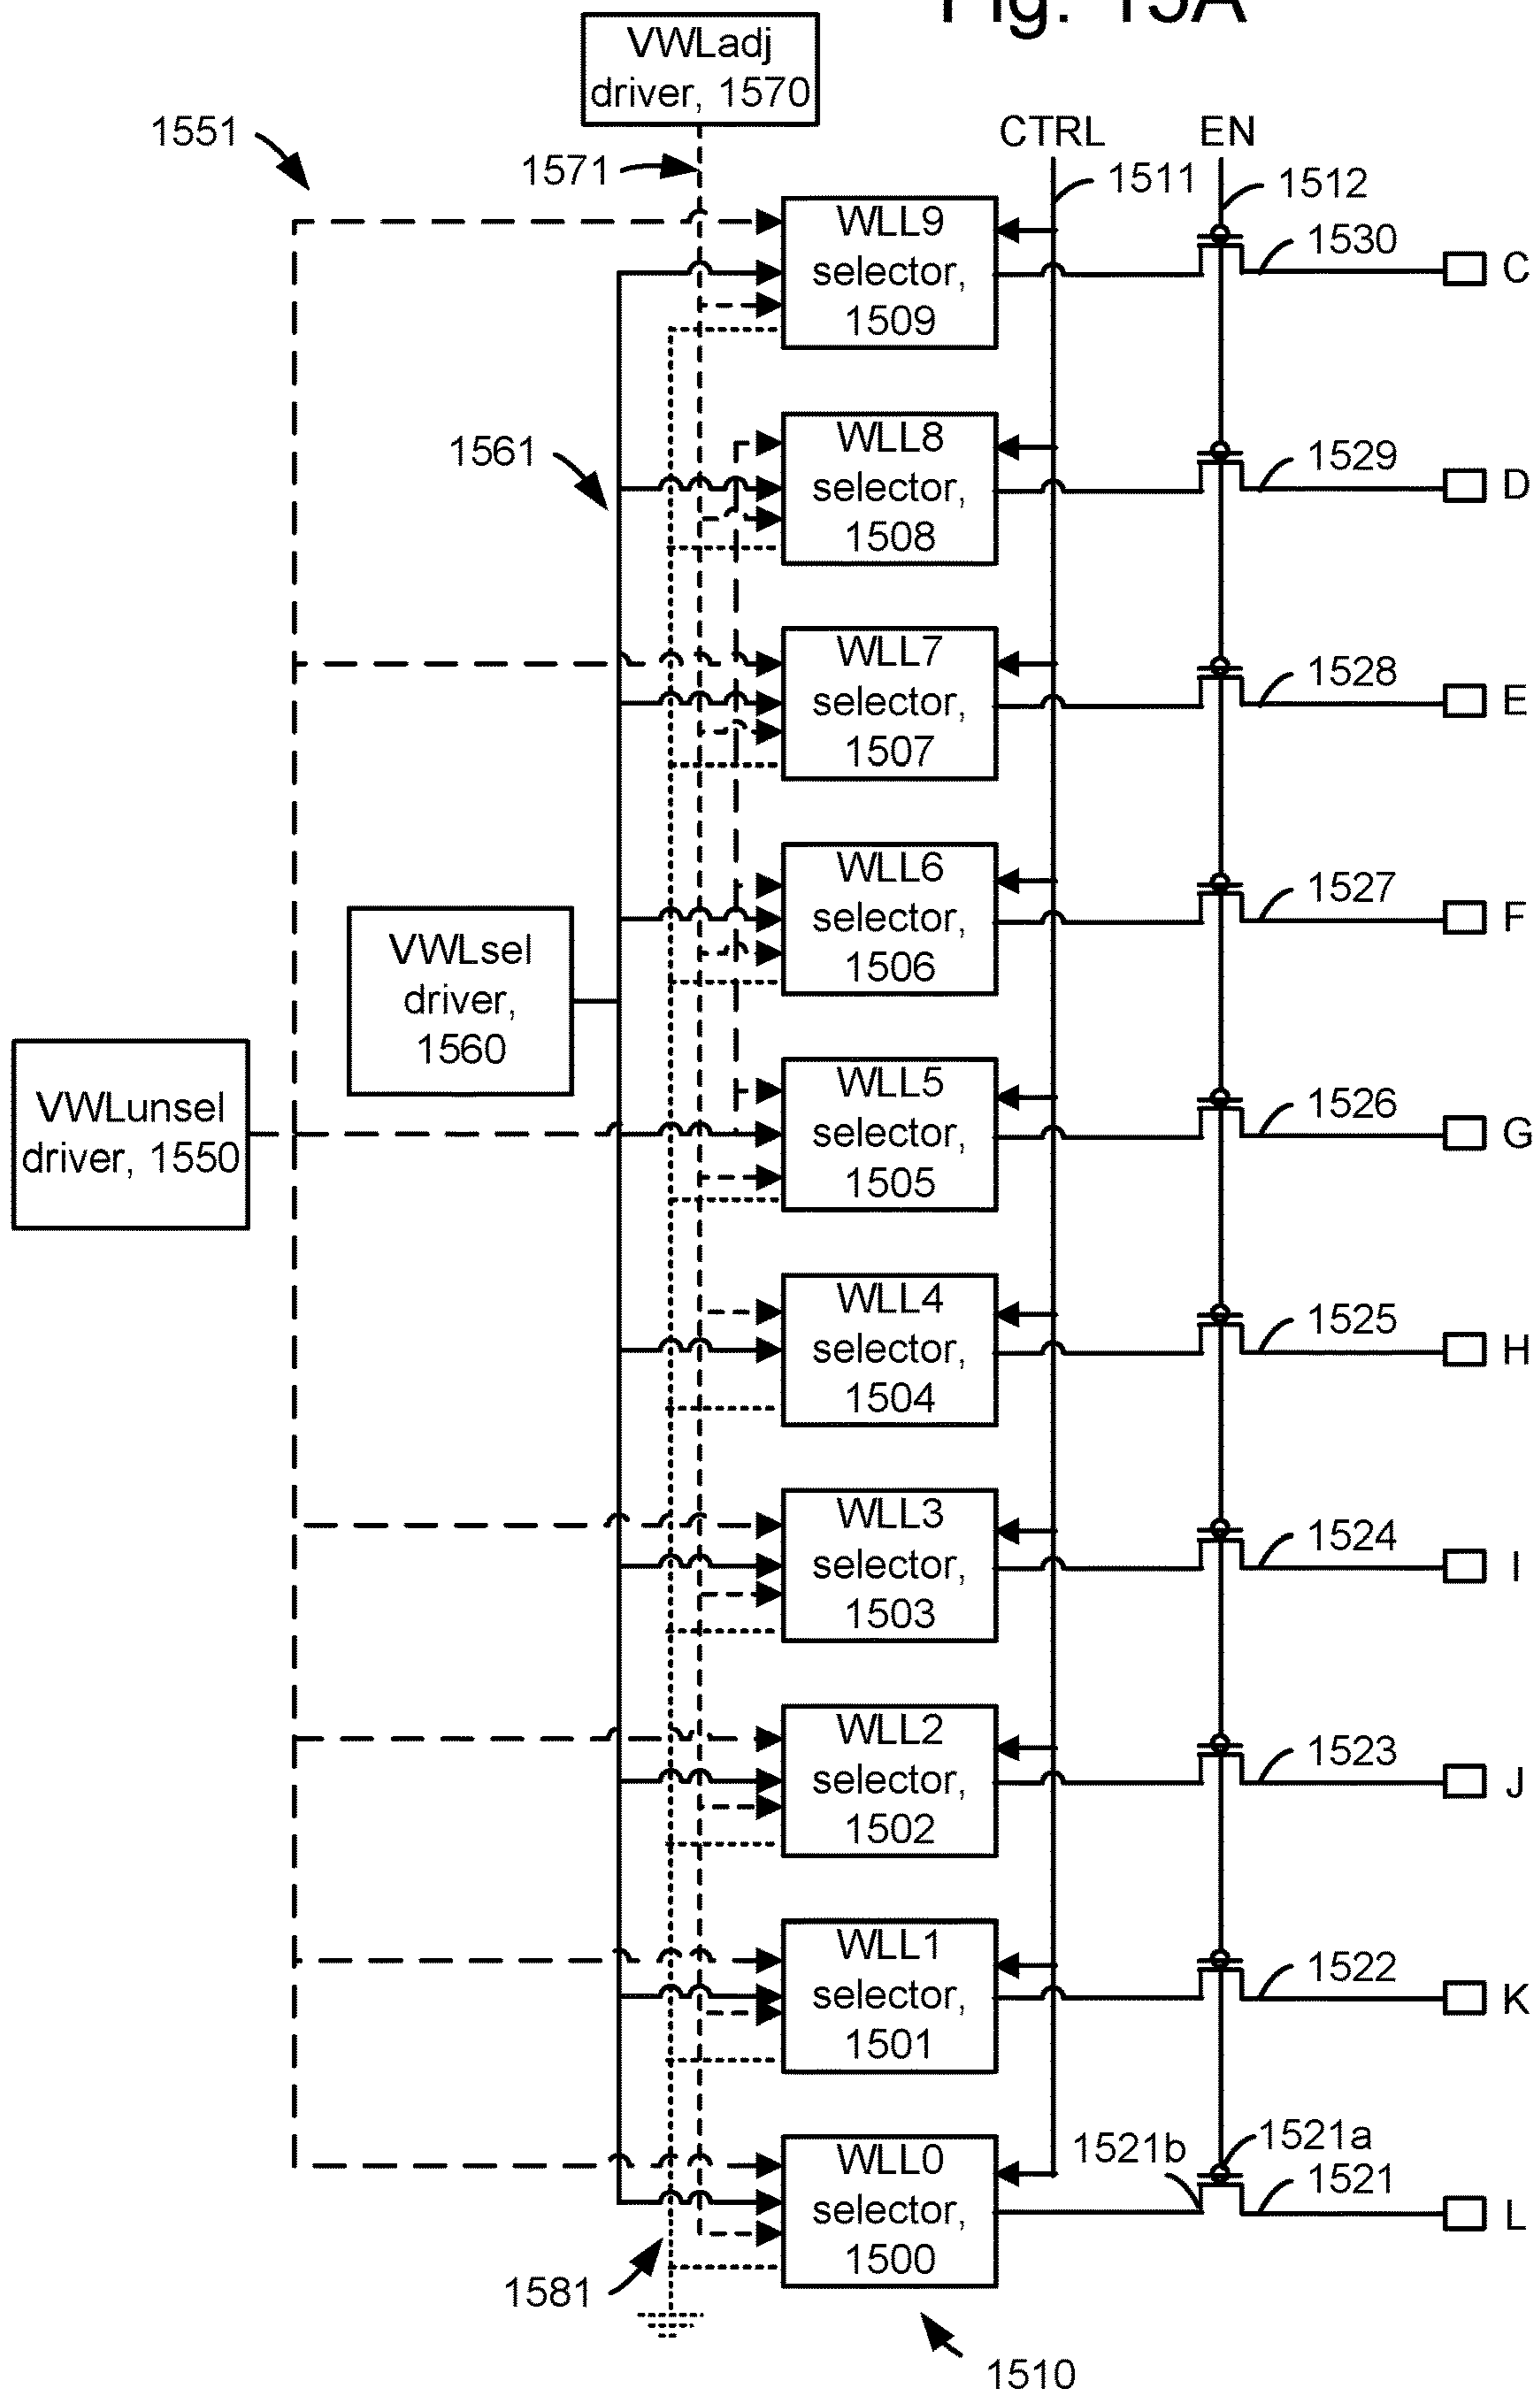 Fig. 15A
VWLadj
driver, 1570
1551
1571
CTRL
EN
1511
1512
WLL9
selector,
1509
1530
C
1561
WLL8
selector,
1508
1529
D
WLL7
selector,
1507
1528
E
WLL6
selector,
1506
1527
F
VWLsel
driver,
1560
VWLunsel
driver, 1550
WLL5
selector,
1505
1526
G
WLL4
selector,
1504
1525
H
WLL3
selector,
1503
1524
I
WLL2
selector,
1502
1523
J
WLL1
selector,
1501
1522
K
WLL0
selector,
1500
1521b
1521a
1521
L
1581
1510